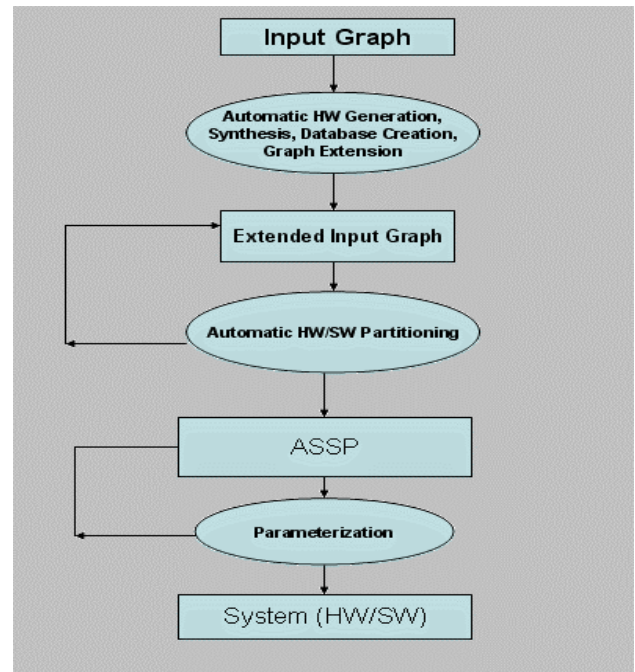 Input Graph
Automatic HW Generation,
Synthesis, Database Creation,
Graph Extension
Extended Input Graph
Automatic HW/SW Partitioning
ASSP
Parameterization
System (HW/SW)